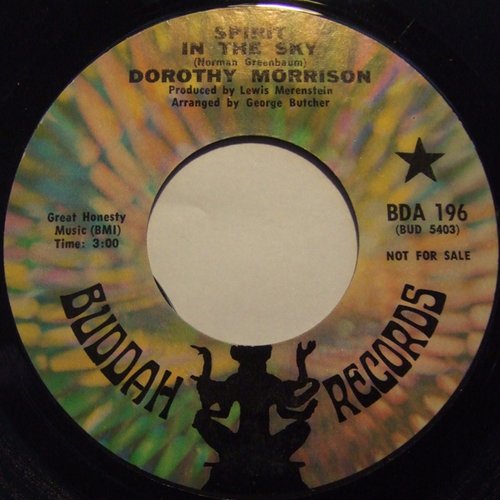 SPIRIT
IN THE SKY
(Norman Greenbaum)
DOROTHY MORRISON
Produced by Lewis Merenstein
Arranged by George Butcher
Great Honesty
Music (BMI)
Time: 3:00
BDA 196
(BUD 5403)
NOT FOR SALE
BUDDAH RECORDS